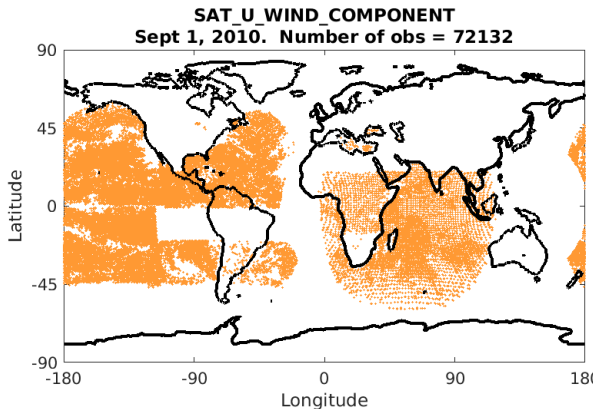 SAT_U_WIND_COMPONENT
Sept 1, 2010.  Number of obs = 72132
90
45
0
-45
-90
Latitude
-180
-90
0
90
180
Longitude